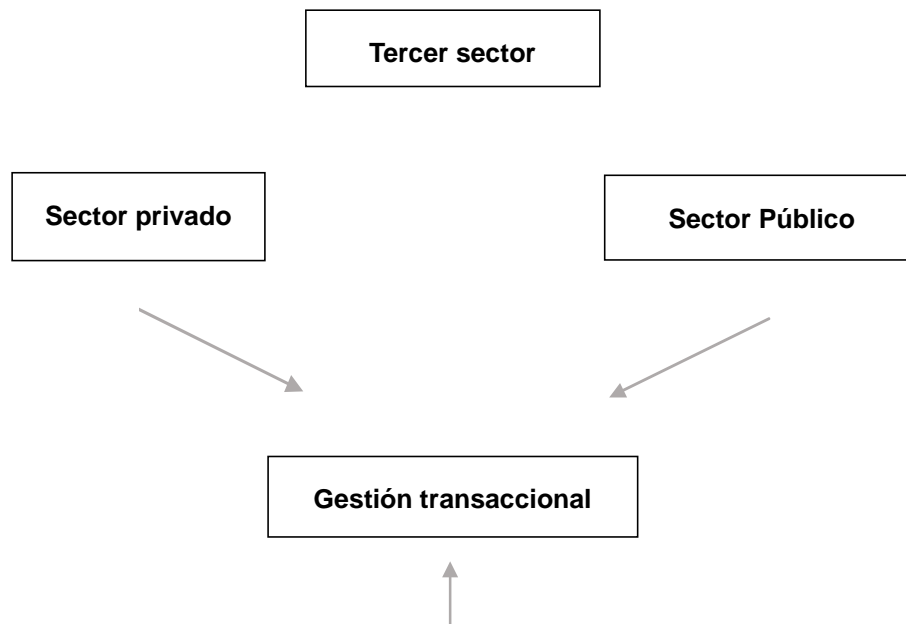 Tercer sector
Sector privado
Sector Público
Gestión transaccional